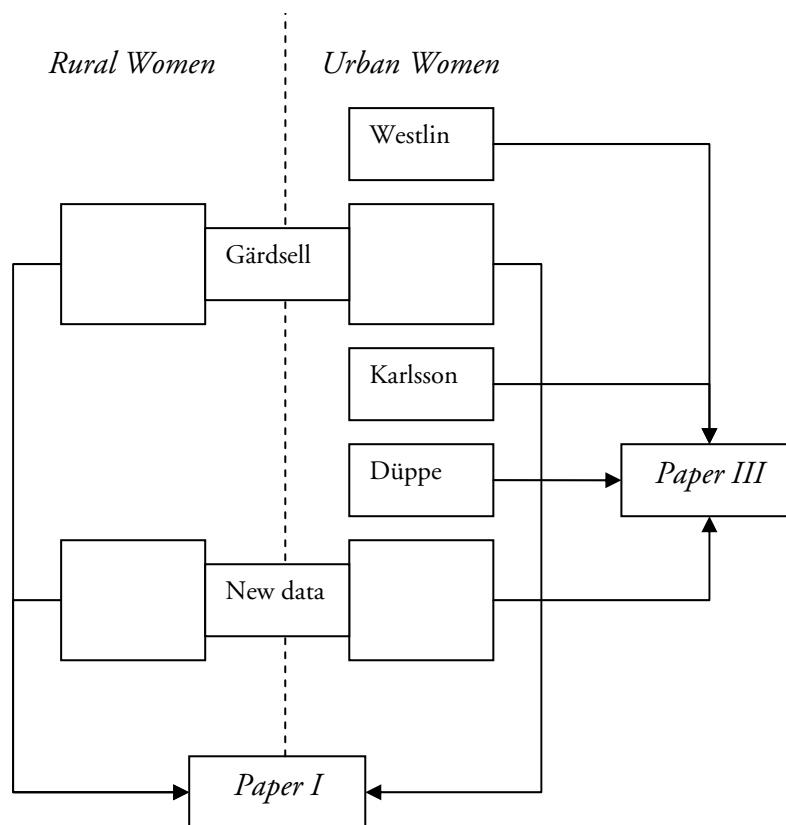 Rural Women
Urban Women
Westlin
Gärdsell
Karlsson
Düppe
Paper III
New data
Paper I